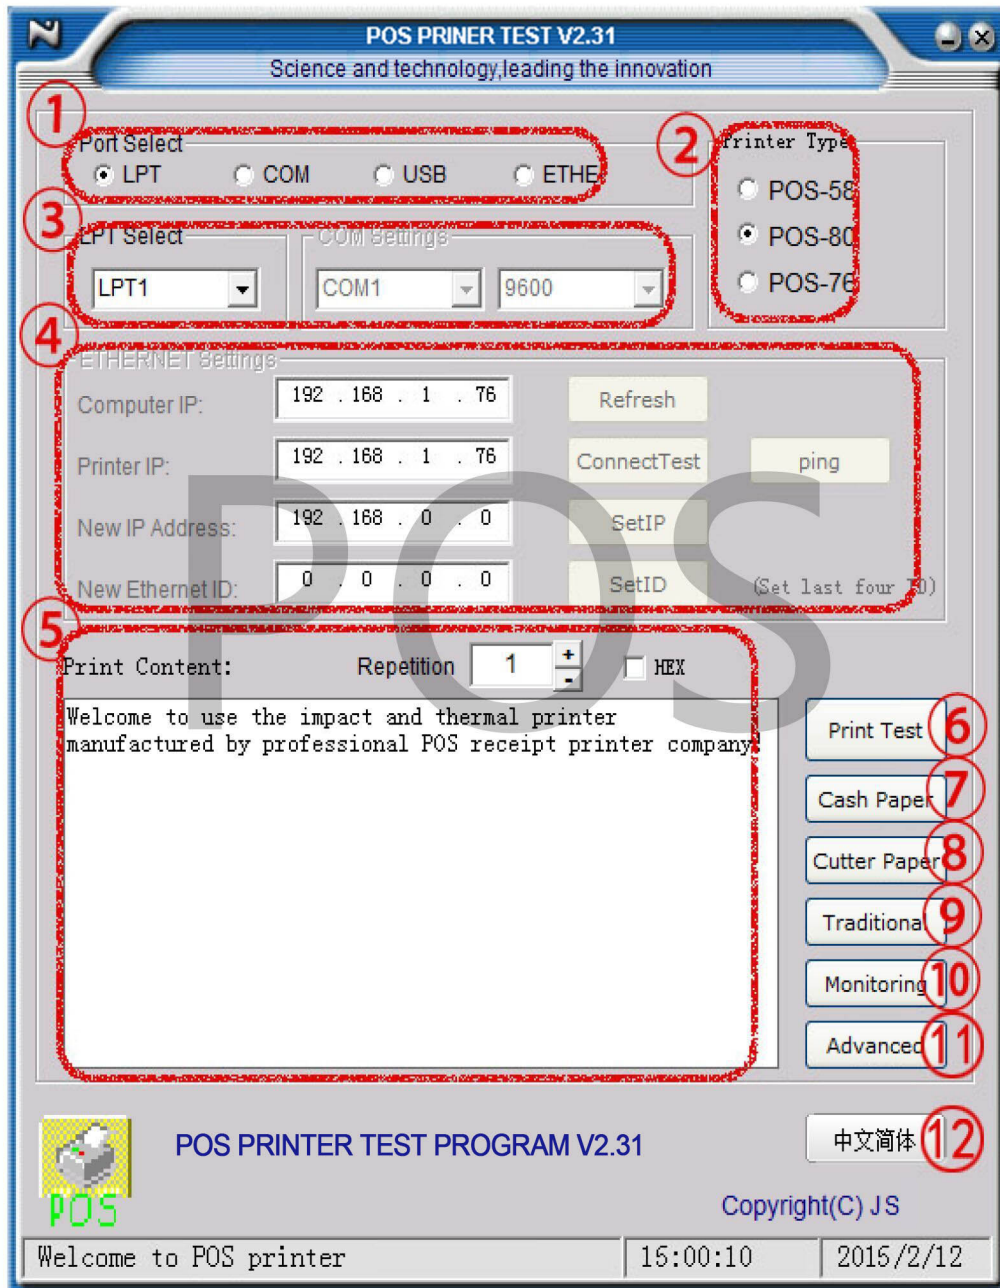 POS PRINER TEST V2.31
Science and technology,leading the innovation
① ②
Port Select Printer Type
LPT COM USB ETHE
POS-58
③
LPT Select COM Settings
POS-80
LPT1 COM1 9600
POS-76
④
ETHERNET Settings
Computer IP: 192 . 168 . 1 . 76 Refresh
Printer IP: 192 . 168 . 1 . 76 ConnectTest ping
New IP Address: 192 . 168 . 0 . 0 SetIP
New Ethernet ID: 0 . 0 . 0 . 0 SetID (Set last four ID)
POS
⑤
Print Content: Repetition 1 + - HEX
Welcome to use the impact and thermal printer
manufactured by professional POS receipt printer company!
Print Test ⑥
Cash Paper ⑦
Cutter Paper ⑧
Traditional ⑨
Monitoring ⑩
Advanced ⑪
POS PRINTER TEST PROGRAM V2.31
中文简体 ⑫
POS
Copyright(C) JS
Welcome to POS printer 15:00:10 2015/2/12